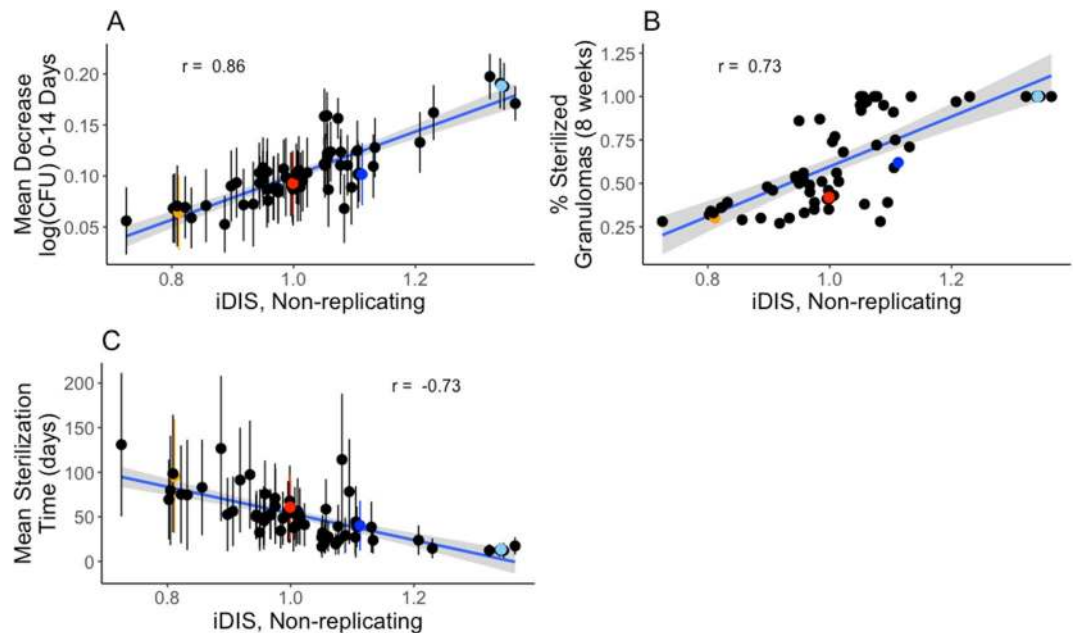 A
Mean Decrease
log(CFU) 0-14 Days
r = 0.86
0.20
0.15
0.10
0.05
0.8
1.0
1.2
iDIS, Non-replicating
B
% Sterilized
Granulomas (8 weeks)
r = 0.73
1.25
1.00
0.75
0.50
0.25
0.8
1.0
1.2
iDIS, Non-replicating
C
Mean Sterilization
Time (days)
r = -0.73
200
150
100
50
0
0.8
1.0
1.2
iDIS, Non-replicating